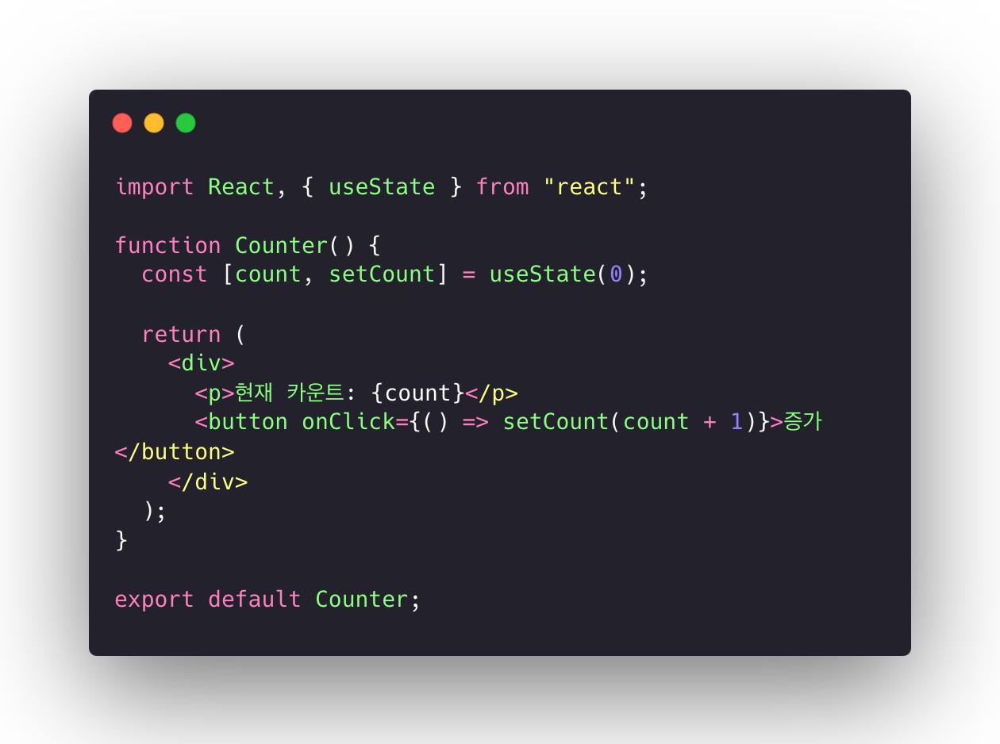 import React, { useState } from "react";

function Counter() {
  const [count, setCount] = useState(0);

  return (
    <div>
      <p>현재 카운트: {count}</p>
      <button onClick={() => setCount(count + 1)}>증가
</button>
    </div>
  );
}

export default Counter;